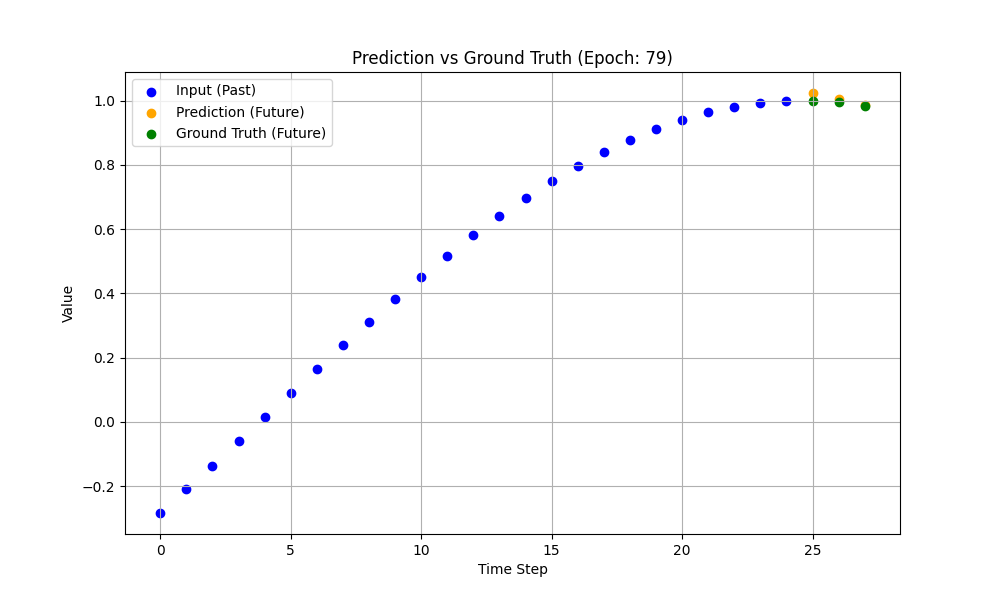 Prediction vs Ground Truth (Epoch: 79)
Input (Past)
Prediction (Future)
Ground Truth (Future)
1.0
0.8
0.6
0.4
0.2
0.0
−0.2
Value
0 5 10 15 20 25
Time Step